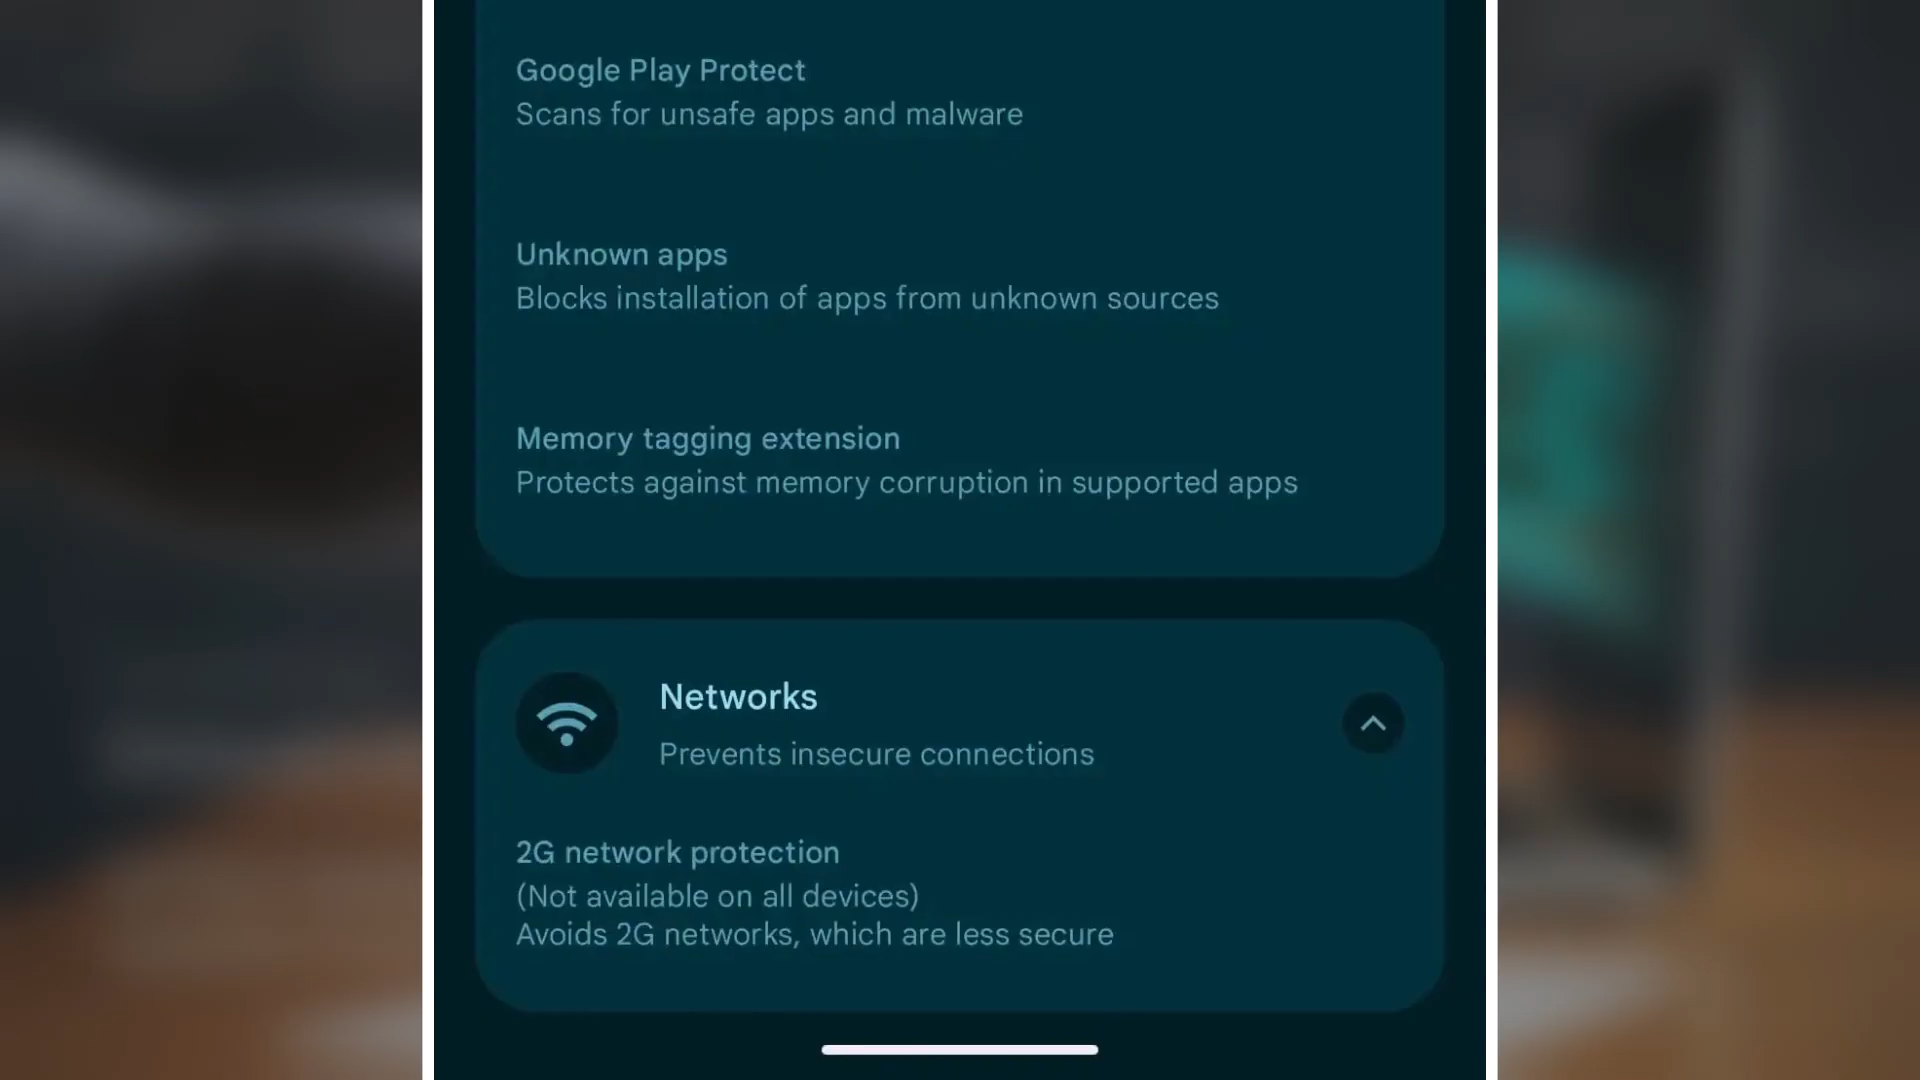 Google Play Protect
Scans for unsafe apps and malware
Unknown apps
Blocks installation of apps from unknown sources
Memory tagging extension
Protects against memory corruption in supported apps
Networks
Prevents insecure connections
2G network protection
(Not available on all devices)
Avoids 2G networks, which are less secure